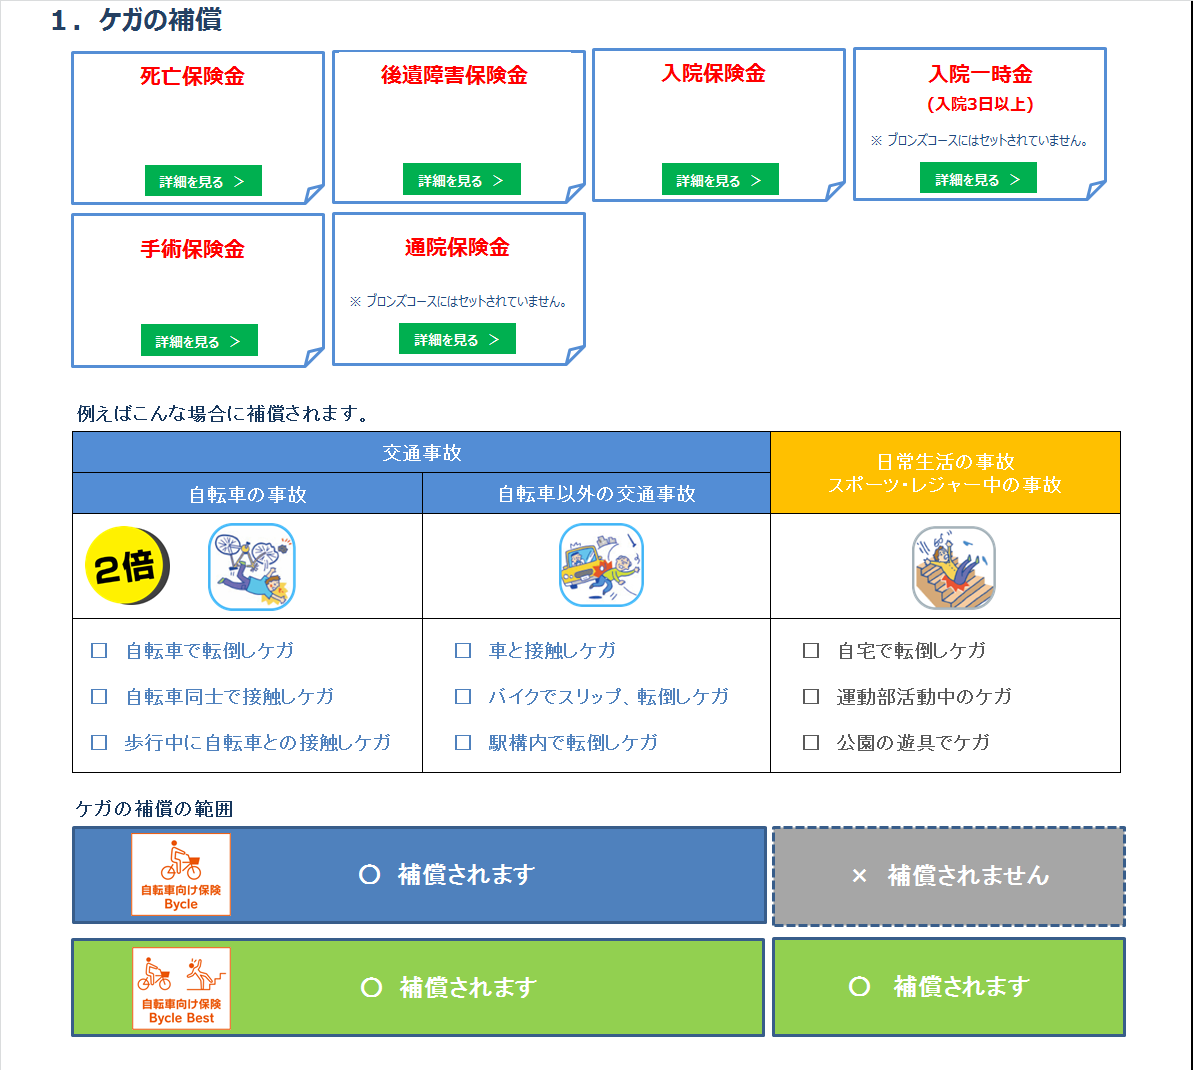 1．ケガの補償
死亡保険金
詳細を見る ＞
後遺障害保険金
詳細を見る ＞
入院保険金
詳細を見る ＞
入院一時金
(入院3日以上)
※ ブロンズコースにはセットされていません。
詳細を見る ＞
手術保険金
詳細を見る ＞
通院保険金
※ ブロンズコースにはセットされていません。
詳細を見る ＞
例えばこんな場合に補償されます。
交通事故
日常生活の事故
スポーツ・レジャー中の事故
自転車の事故
自転車以外の交通事故
2倍
□ 自転車で転倒しケガ
□ 車と接触しケガ
□ 自宅で転倒しケガ
□ 自転車同士で接触しケガ
□ バイクでスリップ、転倒しケガ
□ 運動部活動中のケガ
□ 歩行中に自転車との接触しケガ
□ 駅構内で転倒しケガ
□ 公園の遊具でケガ
ケガの補償の範囲
自転車向け保険
Bycle
○ 補償されます
× 補償されません
自転車向け保険
Bycle Best
○ 補償されます
○ 補償されます